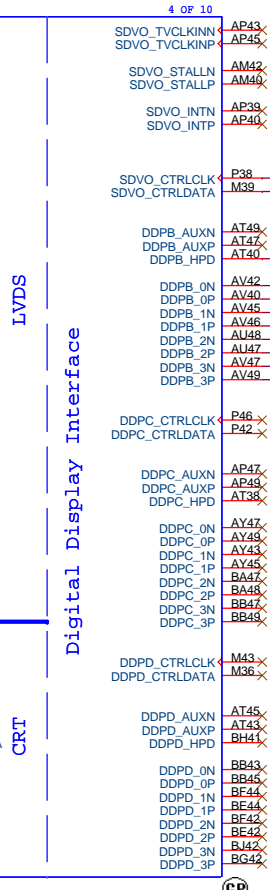 4 OF 10
SDVO_TVCLKINN AP43
SDVO_TVCLKINP AP45
SDVO_STALLN AM42
SDVO_STALLP AM40
SDVO_INTN AP39
SDVO_INTP AP40
SDVO_CTRLCLK P38
SDVO_CTRLDATA M39
DDPB_AUXN AT49
DDPB_AUXP AT47
DDPB_HPD AT40
LVDS
DDPB_0N AV42
DDPB_0P AV40
DDPB_1N AV45
DDPB_1P AV46
DDPB_2N AU48
DDPB_2P AU47
DDPB_3N AV47
DDPB_3P AV49
Digital Display Interface
DDPC_CTRLCLK P46
DDPC_CTRLDATA P42
DDPC_AUXN AP47
DDPC_AUXP AP49
DDPC_HPD AT38
DDPC_0N AY47
DDPC_0P AY49
DDPC_1N AY43
DDPC_1P AY45
DDPC_2N BA47
DDPC_2P BA48
DDPC_3N BB47
DDPC_3P BB49
DDPD_CTRLCLK M43
DDPD_CTRLDATA M36
CRT
DDPD_AUXN AT45
DDPD_AUXP AT43
DDPD_HPD BH41
DDPD_0N BB43
DDPD_0P BB45
DDPD_1N BF44
DDPD_1P BE44
DDPD_2N BF42
DDPD_2P BE42
DDPD_3N BJ42
DDPD_3P BG42